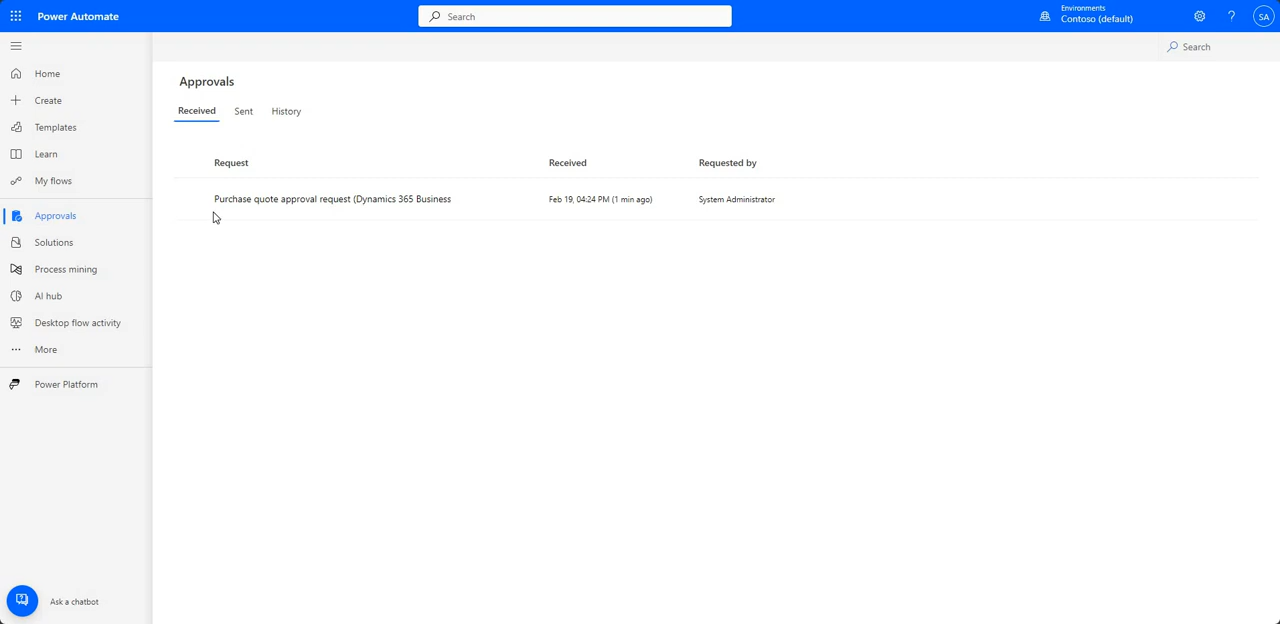 Power Automate
Search
Environments
Contoso (default)
?
SA
Search
Home
Create
Templates
Learn
My flows
Approvals
Solutions
Process mining
AI hub
Desktop flow activity
More
Power Platform
Ask a chatbot
Approvals
Received Sent History
Request Received Requested by
Purchase quote approval request (Dynamics 365 Business Feb 19, 04:24 PM (1 min ago) System Administrator